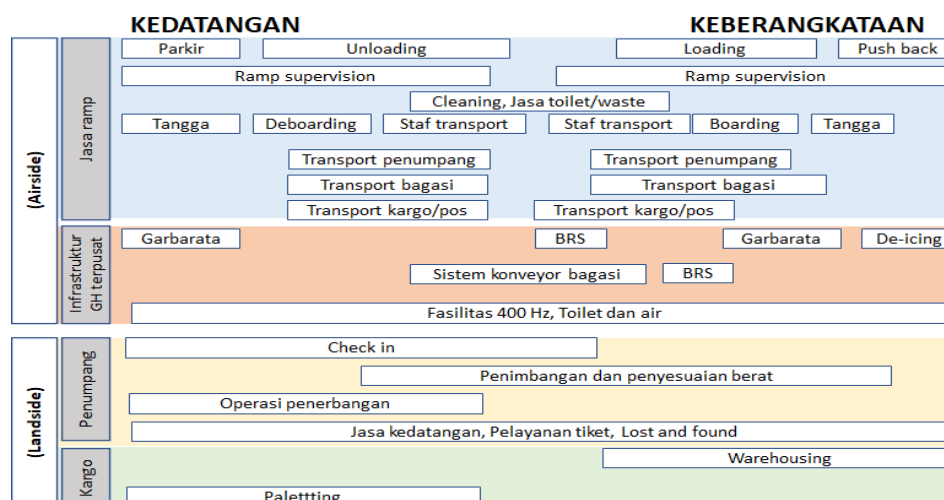 KEDATANGAN KEBERANGKATAAN
(Airside)
Jasa ramp
Parkir Unloading Loading Push back
Ramp supervision Ramp supervision
Cleaning, Jasa toilet/waste
Tangga Deboarding Staf transport Staf transport Boarding Tangga
Transport penumpang Transport penumpang
Transport bagasi Transport bagasi
Transport kargo/pos Transport kargo/pos
Infrastruktur
GH terpusat
Garbarata BRS Garbarata De-icing
Sistem konveyor bagasi BRS
Fasilitas 400 Hz, Toilet dan air
(Landside)
Penumpang
Check in
Penimbangan dan penyesuaian berat
Operasi penerbangan
Jasa kedatangan, Pelayanan tiket, Lost and found
Kargo
Warehousing
Palettting